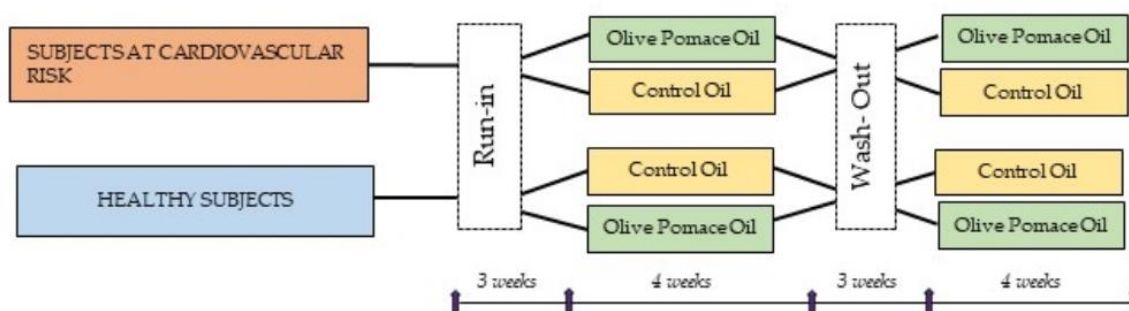 SUBJECTS AT CARDIOVASCULAR
RISK
HEALTHY SUBJECTS
Run-in
Olive Pomace Oil
Control Oil
Control Oil
Olive Pomace Oil
Wash- Out
Olive Pomace Oil
Control Oil
Control Oil
Olive Pomace Oil
3 weeks
4 weeks
3 weeks
4 weeks